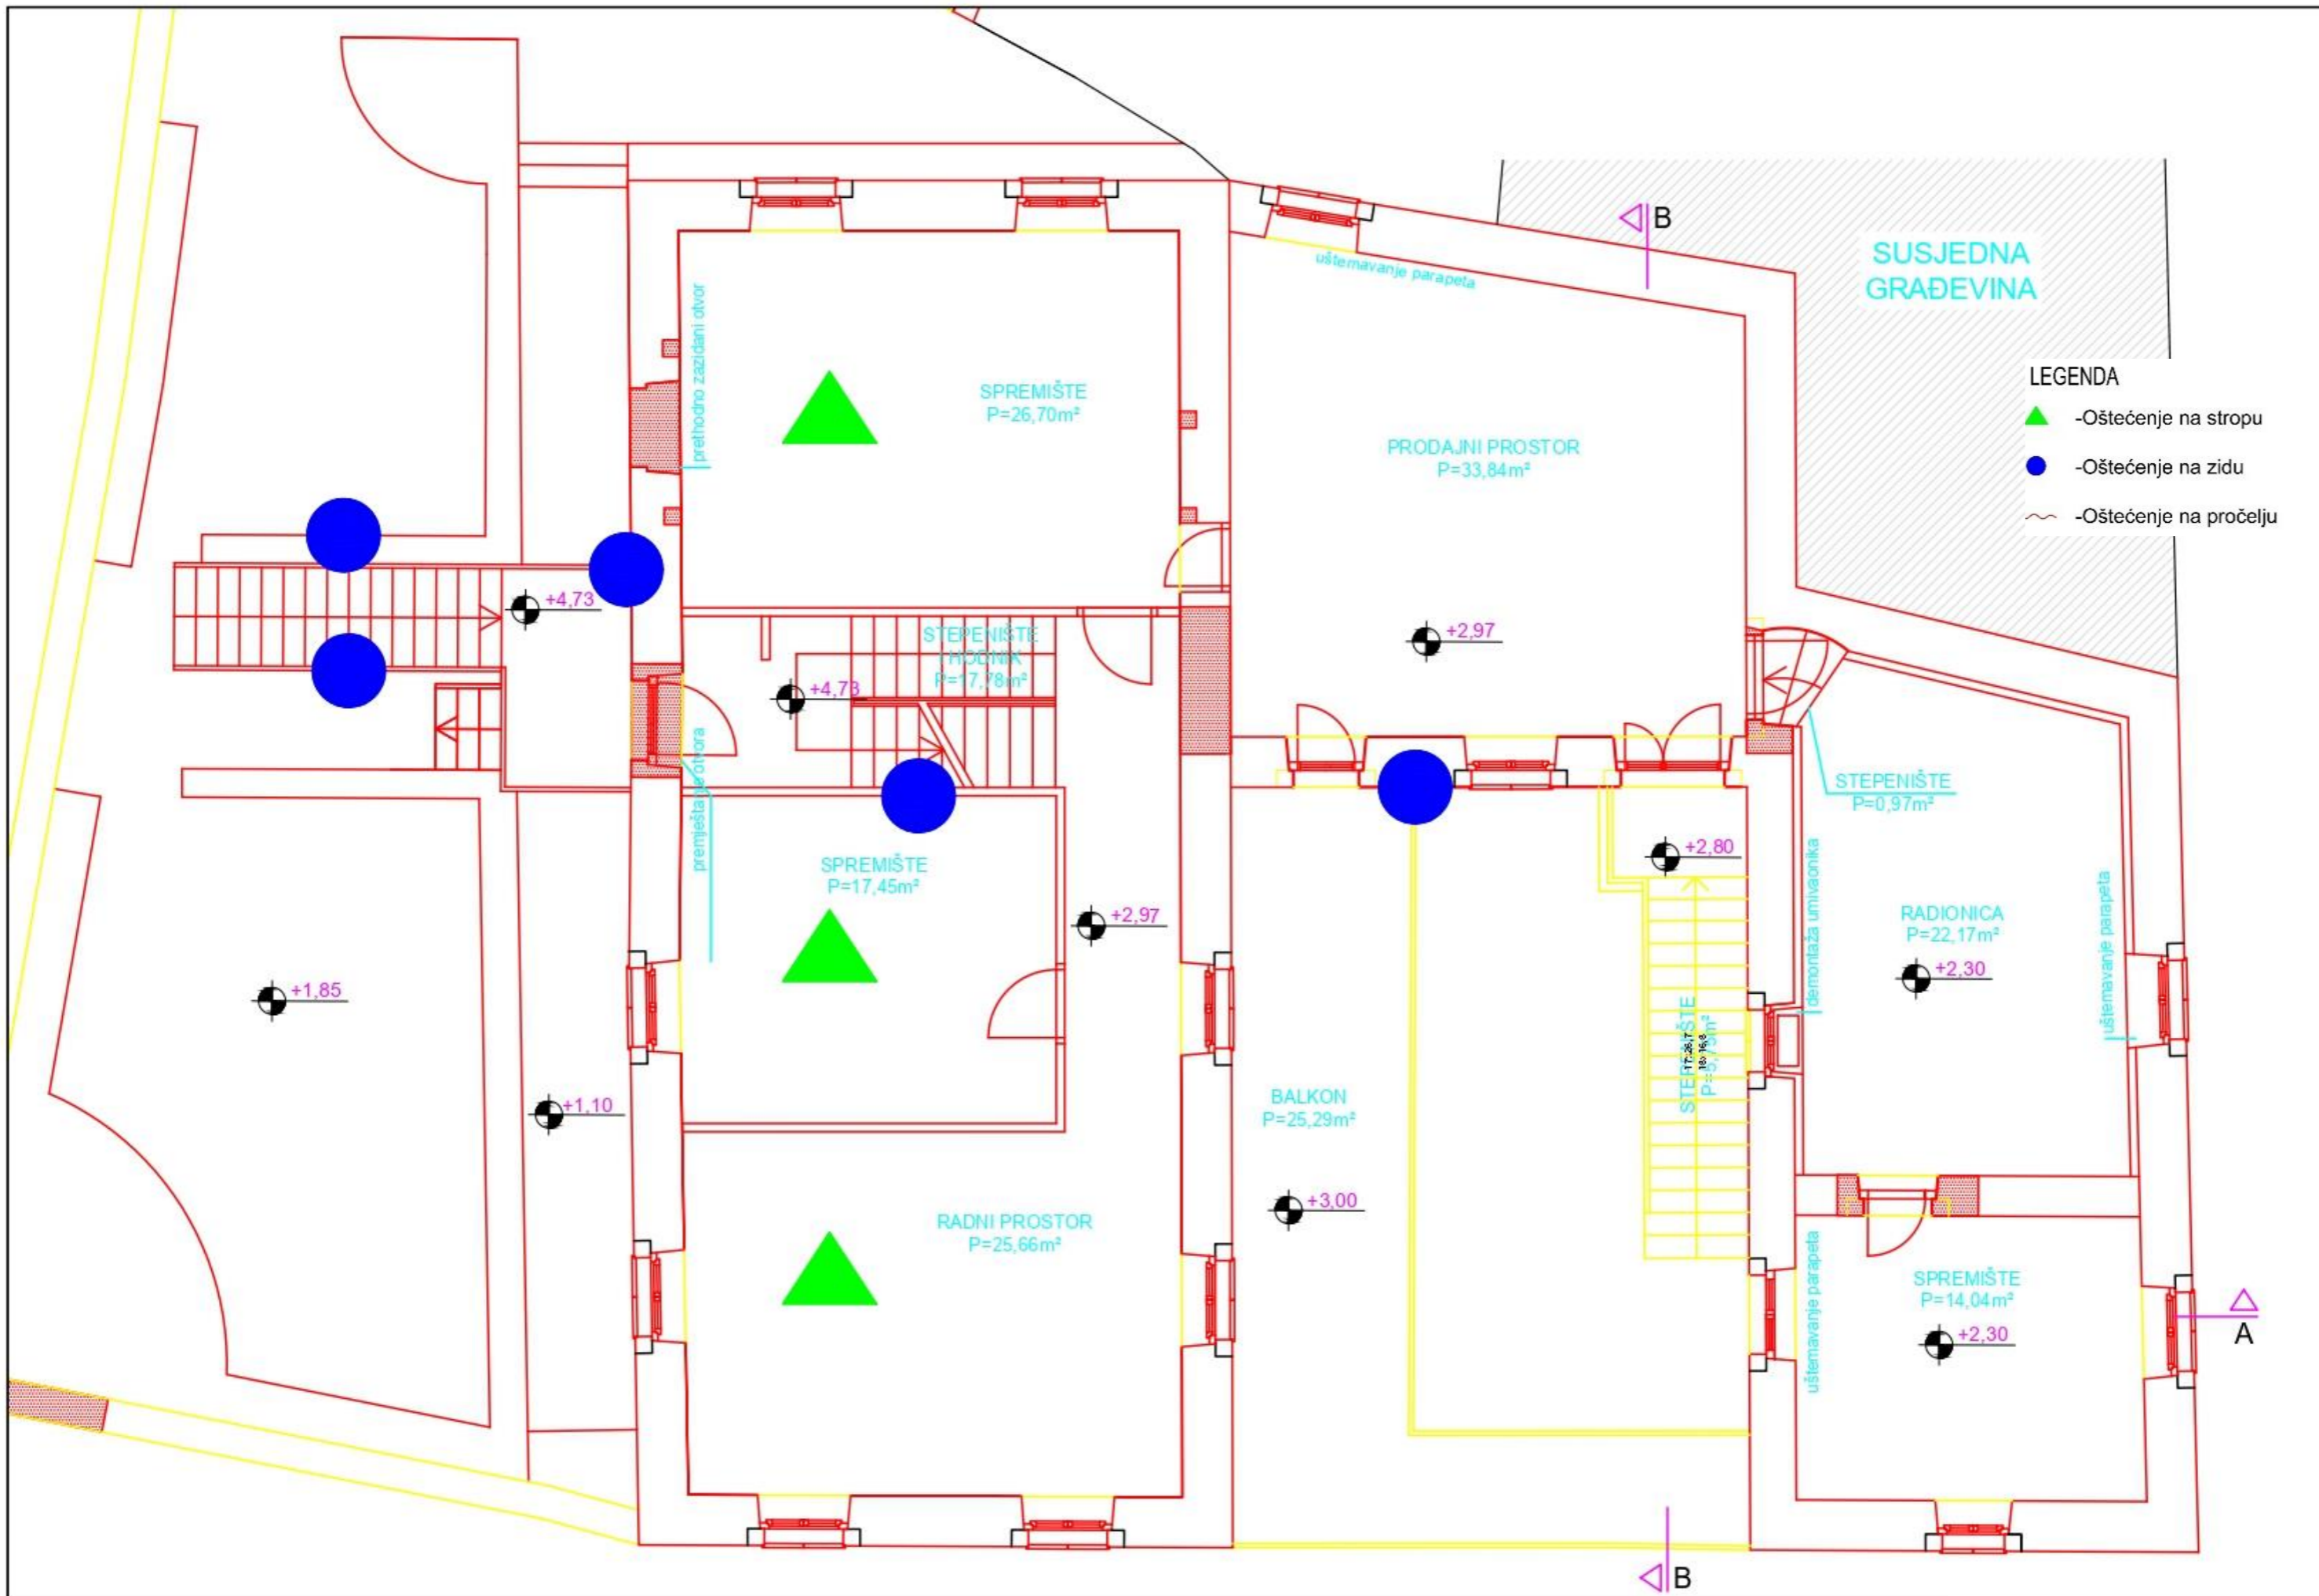 B
SUSJEDNA
GRAĐEVINA
uštemavanje parapeta
prethodno zazidani otvor
LEGENDA
-Oštećenje na stropu
-Oštećenje na zidu
-Oštećenje na pročelju
SPREMIŠTE
P=26,70m²
PRODAJNI PROSTOR
P=33,84m²
+4,73
STEPENIŠTE
I HODNIK
P=17,78m²
+2,97
+4,73
premještanje otvora
STEPENIŠTE
P=0,97m²
+2,80
SPREMIŠTE
P=17,45m²
+2,97
demontaža umivaonika
RADIONICA
P=22,17m²
+2,30
uštemavanje parapeta
+1,85
STEPENIŠTE
P=5,75m²
+1,10
BALKON
P=25,29m²
+3,00
RADNI PROSTOR
P=25,66m²
uštemavanje parapeta
SPREMIŠTE
P=14,04m²
+2,30
A
B